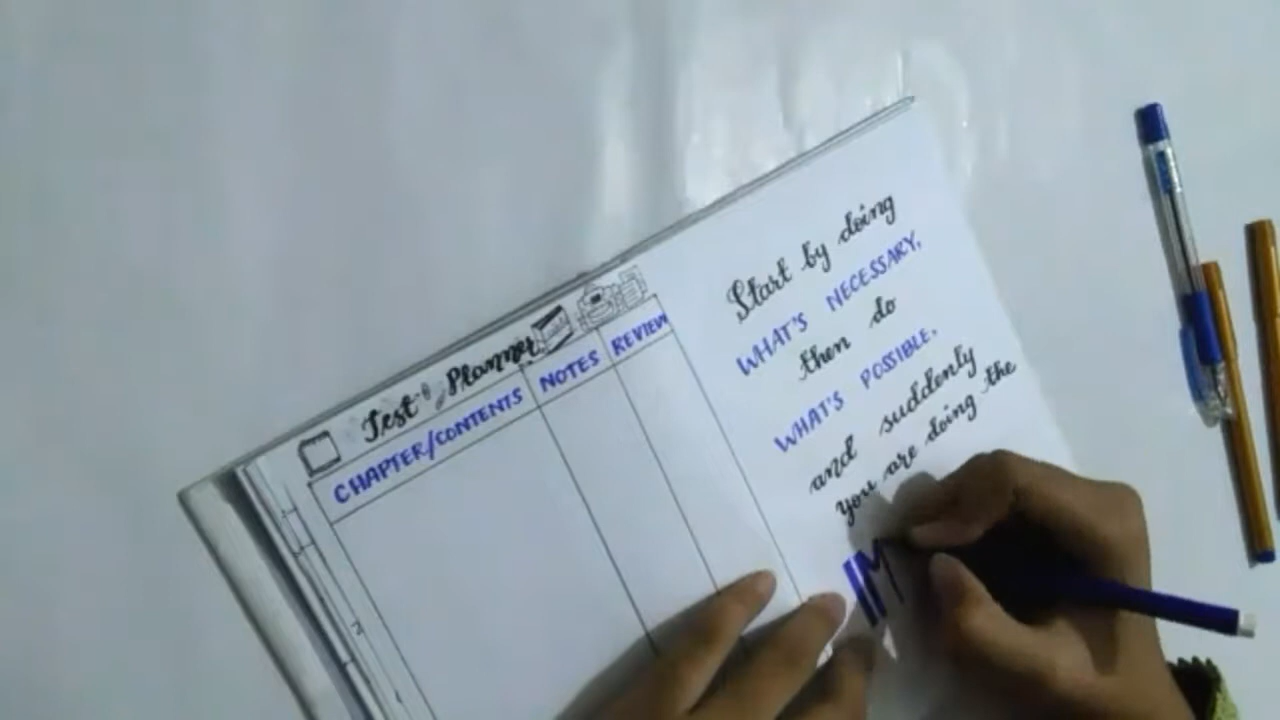 Test Planner
CHAPTER/CONTENTS NOTES REVIEW
Start by doing
WHAT'S NECESSARY,
then do
WHAT'S POSSIBLE,
and suddenly
you are doing the
IM